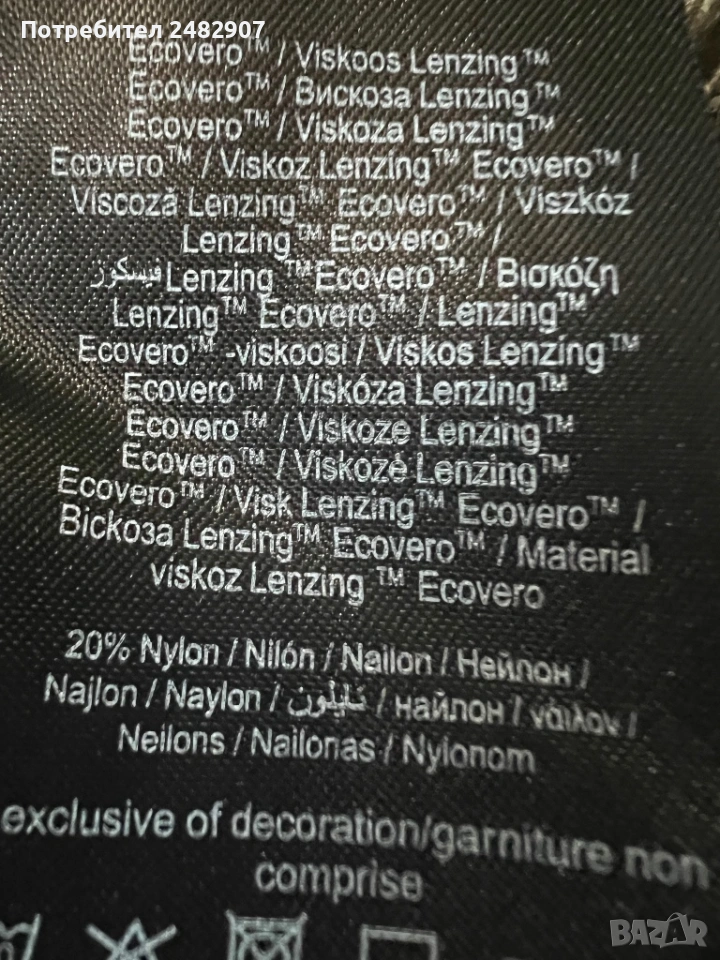 Потребител 2482907
Ecovero™ / Viskoos Lenzing™
Ecovero™ / Вискоза Lenzing™
Ecovero™ / Viskoza Lenzing™
Ecovero™ / Viskoz Lenzing™ Ecovero™ /
Viscoză Lenzing™ Ecovero™ / Viszkóz
Lenzing™ Ecovero™ /
فيسكوز Lenzing ™Ecovero™ / Βισκόζη
Lenzing™ Ecovero™ / Lenzing™
Ecovero™ -viskoosi / Viskos Lenzing™
Ecovero™ / Viskóza Lenzing™
Ecovero™ / Viskoze Lenzing™
Ecovero™ / Viskozė Lenzing™
Ecovero™ / Visk Lenzing™ Ecovero™ /
Віскоза Lenzing™ Ecovero™ / Material
viskoz Lenzing ™ Ecovero
20% Nylon / Nilón / Nailon / Нейлон /
Najlon / Naylon / نايلون / найлон / νάιλον /
Neilons / Nailonas / Nylonom
exclusive of decoration/garniture non
comprise
BAZAR